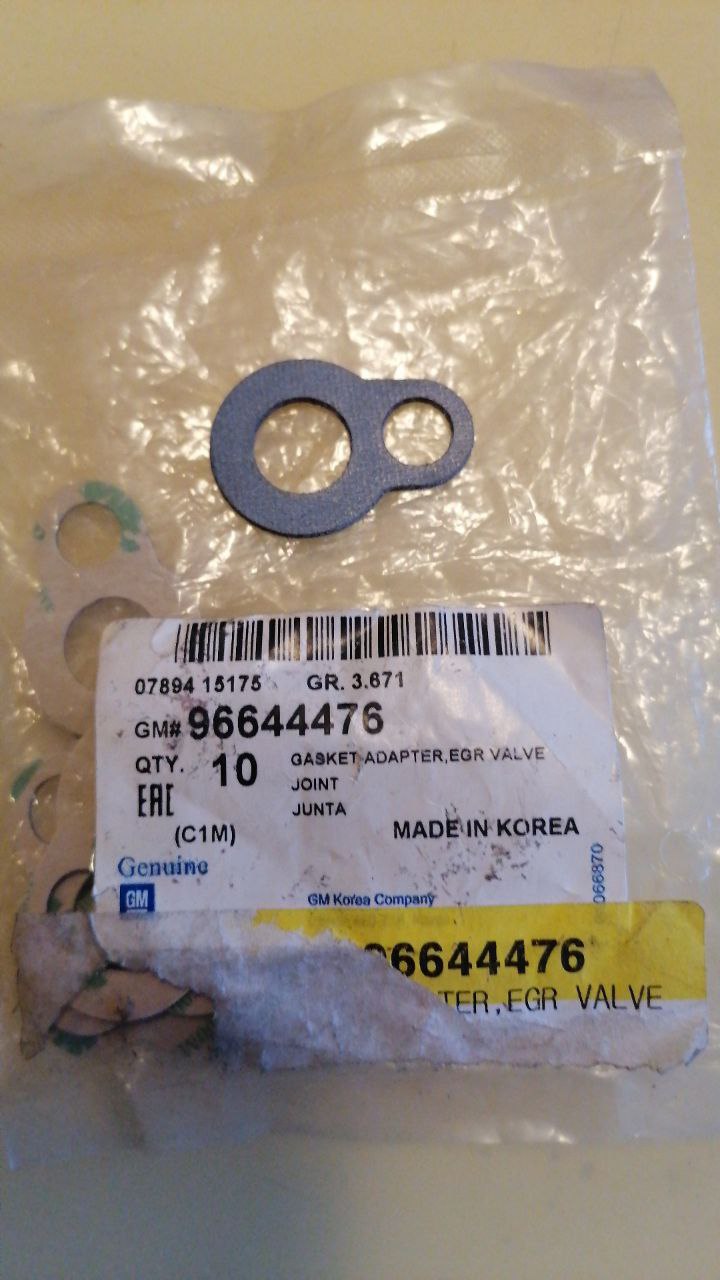 07894 15175 GR. 3.671
GM# 96644476
QTY. 10 GASKET ADAPTER,EGR VALVE
JOINT
EAC JUNTA
(C1M) MADE IN KOREA
Genuine
GM GM Korea Company
066870
96644476
TER,EGR VALVE